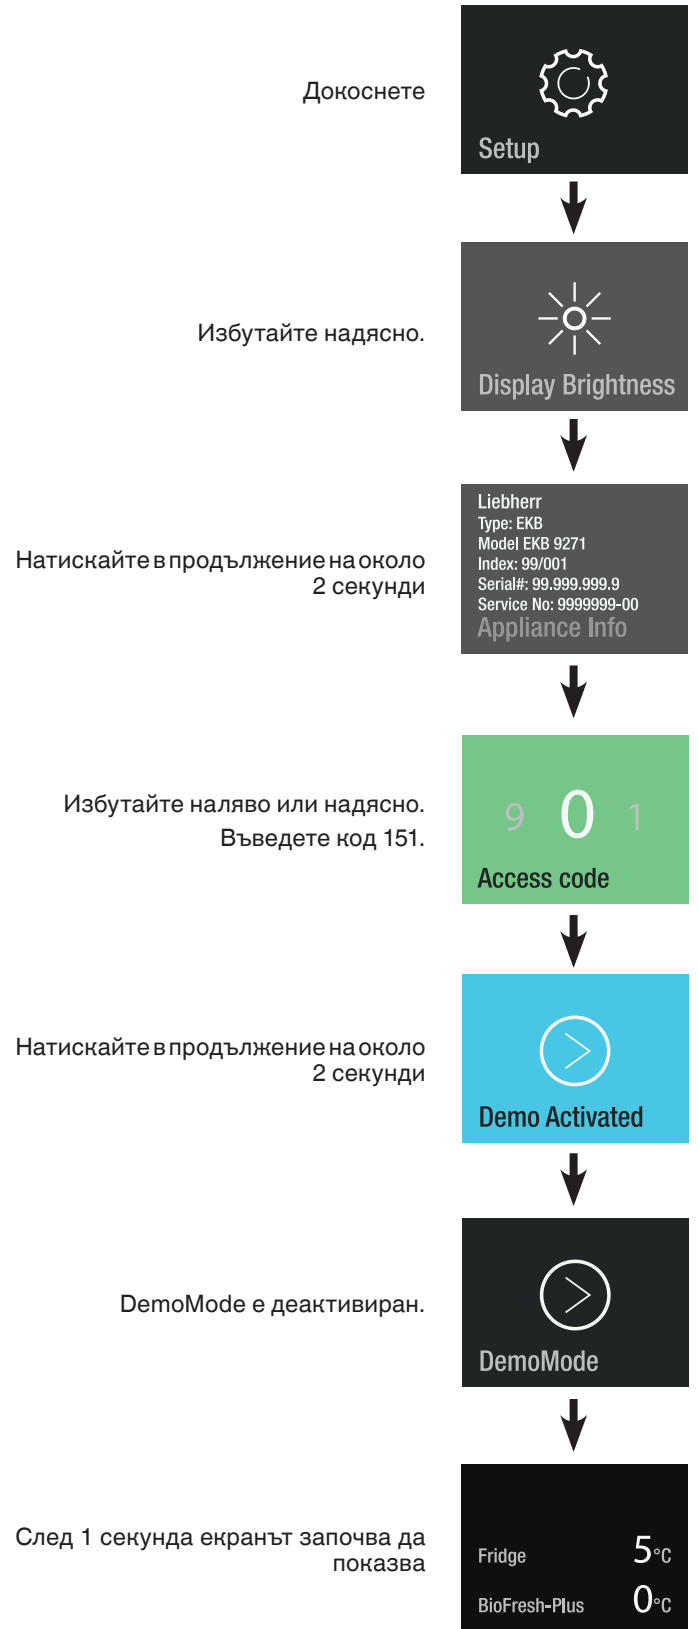 Докоснете
Setup
Избутайте надясно.
Display Brightness
Натискайте в продължение на около
2 секунди
Liebherr
Type: EKB
Model EKB 9271
Index: 99/001
Serial#: 99.999.999.9
Service No: 9999999-00
Appliance Info
Избутайте наляво или надясно.
Въведете код 151.
9 0 1
Access code
Натискайте в продължение на около
2 секунди
Demo Activated
DemoMode е деактивиран.
DemoMode
След 1 секунда екранът започва да
показва
Fridge 5°C
BioFresh-Plus 0°C